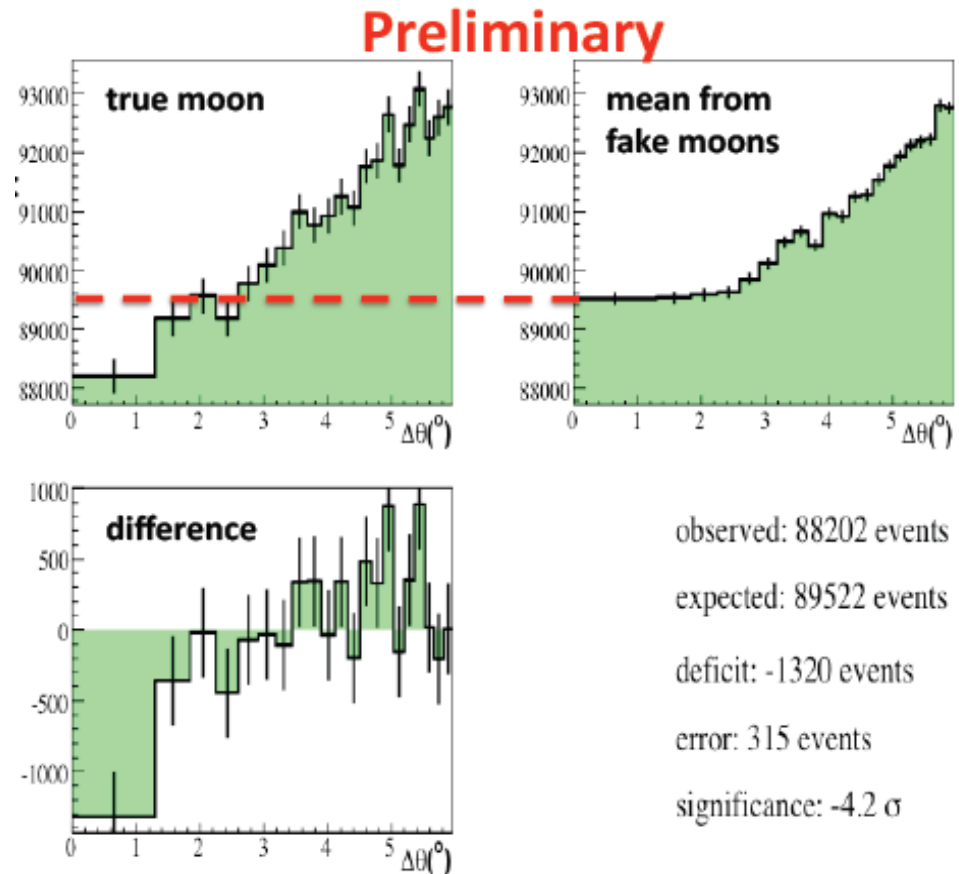 Preliminary
true moon
93000
92000
91000
90000
89000
88000
0 1 2 3 4 5
Δθ(°)
mean from
fake moons
93000
92000
91000
90000
89000
88000
0 1 2 3 4 5
Δθ(°)
difference
1000
500
0
-500
-1000
0 1 2 3 4 5
Δθ(°)
observed: 88202 events
expected: 89522 events
deficit: -1320 events
error: 315 events
significance: -4.2 σ